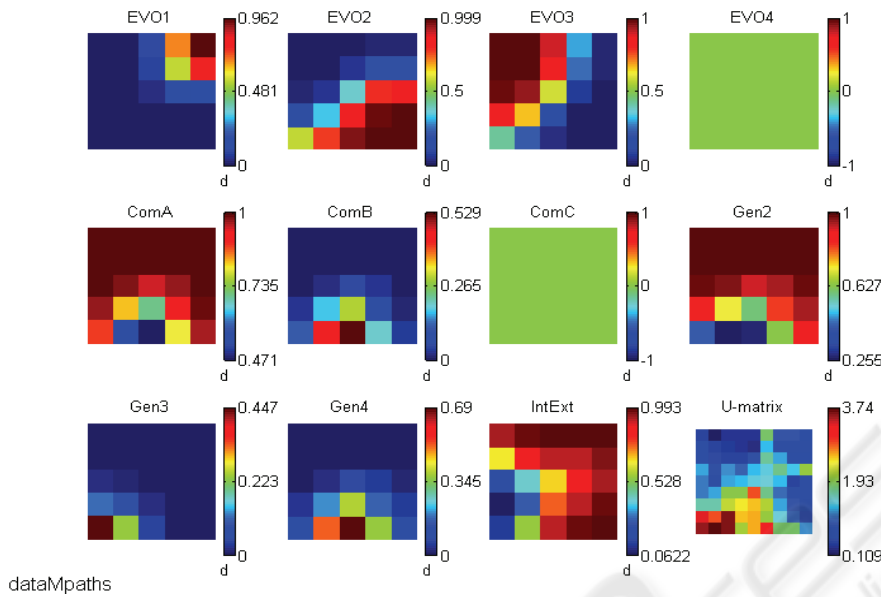 EVO1 EVO2 EVO3 EVO4
0.962 0.999 1 1
0.481 0.5 0.5 0
0 0 0 -1
d d d d
ComA ComB ComC Gen2
1 0.529 1 1
0.735 0.265 0 0.627
0.471 0 -1 0.255
d d d d
Gen3 Gen4 IntExt U-matrix
0.447 0.69 0.993 3.74
0.223 0.345 0.528 1.93
0 0 0.0622 0.109
d d d
dataMpaths